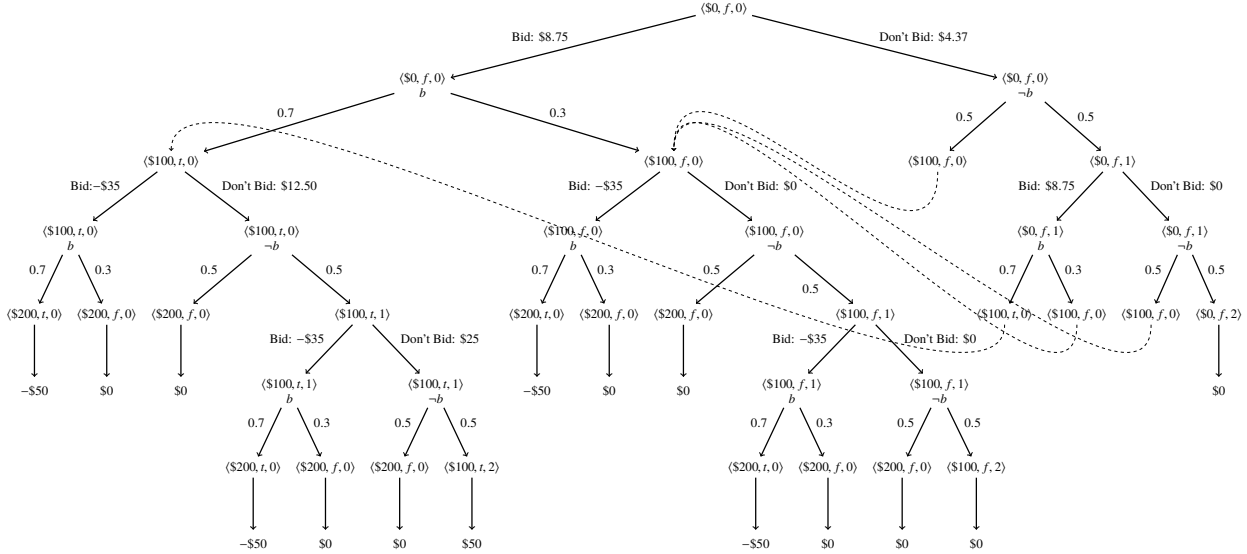 ⟨$0, f, 0⟩
Bid: $8.75 Don't Bid: $4.37
⟨$0, f, 0⟩ ⟨$0, f, 0⟩
b ¬b
0.7 0.3 0.5 0.5
⟨$100, t, 0⟩ ⟨$100, f, 0⟩ ⟨$100, f, 0⟩ ⟨$0, f, 1⟩
Bid:−$35 Don't Bid: $12.50 Bid: −$35 Don't Bid: $0 Bid: $8.75 Don't Bid: $0
⟨$100, t, 0⟩ ⟨$100, t, 0⟩ ⟨$100, f, 0⟩ ⟨$100, f, 0⟩ ⟨$0, f, 1⟩ ⟨$0, f, 1⟩
b ¬b b ¬b b ¬b
0.7 0.3 0.5 0.5 0.7 0.3 0.5 0.5 0.7 0.3 0.5 0.5
⟨$200, t, 0⟩ ⟨$200, f, 0⟩ ⟨$200, f, 0⟩ ⟨$100, t, 1⟩ ⟨$200, t, 0⟩ ⟨$200, f, 0⟩ ⟨$200, f, 0⟩ ⟨$100, f, 1⟩ ⟨$100, t, 0⟩ ⟨$100, f, 0⟩ ⟨$100, f, 0⟩ ⟨$0, f, 2⟩
Bid: −$35 Don't Bid: $25 Bid: −$35 Don't Bid: $0
−$50 $0 $0 ⟨$100, t, 1⟩ ⟨$100, t, 1⟩ −$50 $0 $0 ⟨$100, f, 1⟩ ⟨$100, f, 1⟩ $0
b ¬b b ¬b
0.7 0.3 0.5 0.5 0.7 0.3 0.5 0.5
⟨$200, t, 0⟩ ⟨$200, f, 0⟩ ⟨$200, f, 0⟩ ⟨$100, t, 2⟩ ⟨$200, t, 0⟩ ⟨$200, f, 0⟩ ⟨$200, f, 0⟩ ⟨$100, f, 2⟩
−$50 $0 $0 $50 −$50 $0 $0 $0